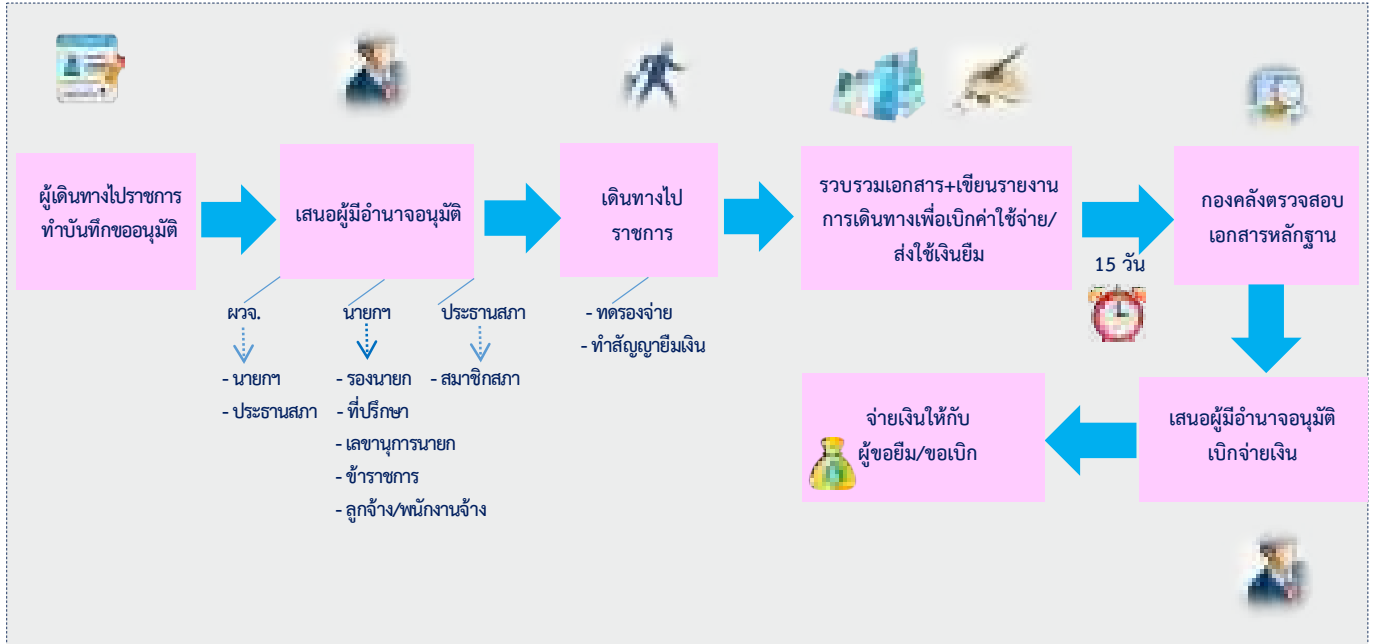 ผู้เดินทางไปราชการ
ทำบันทึกขออนุมัติ
เสนอผู้มีอำนาจอนุมัติ
ผวจ.
- นายกฯ
- ประธานสภา
นายกฯ
- รองนายก
- ที่ปรึกษา
- เลขานุการนายก
- ข้าราชการ
- ลูกจ้าง/พนักงานจ้าง
ประธานสภา
- สมาชิกสภา
เดินทางไป
ราชการ
- ทดรองจ่าย
- ทำสัญญายืมเงิน
รวบรวมเอกสาร+เขียนรายงาน
การเดินทางเพื่อเบิกค่าใช้จ่าย/
ส่งใช้เงินยืม
15 วัน
กองคลังตรวจสอบ
เอกสารหลักฐาน
เสนอผู้มีอำนาจอนุมัติ
เบิกจ่ายเงิน
จ่ายเงินให้กับ
ผู้ขอยืม/ขอเบิก